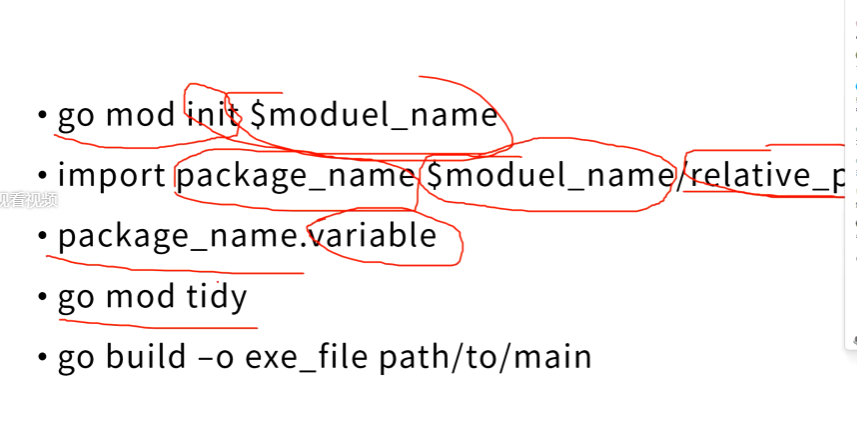 • go mod init $moduel_name
• import package_name $moduel_name/relative_p
观看视频
• package_name.variable
• go mod tidy
• go build –o exe_file path/to/main